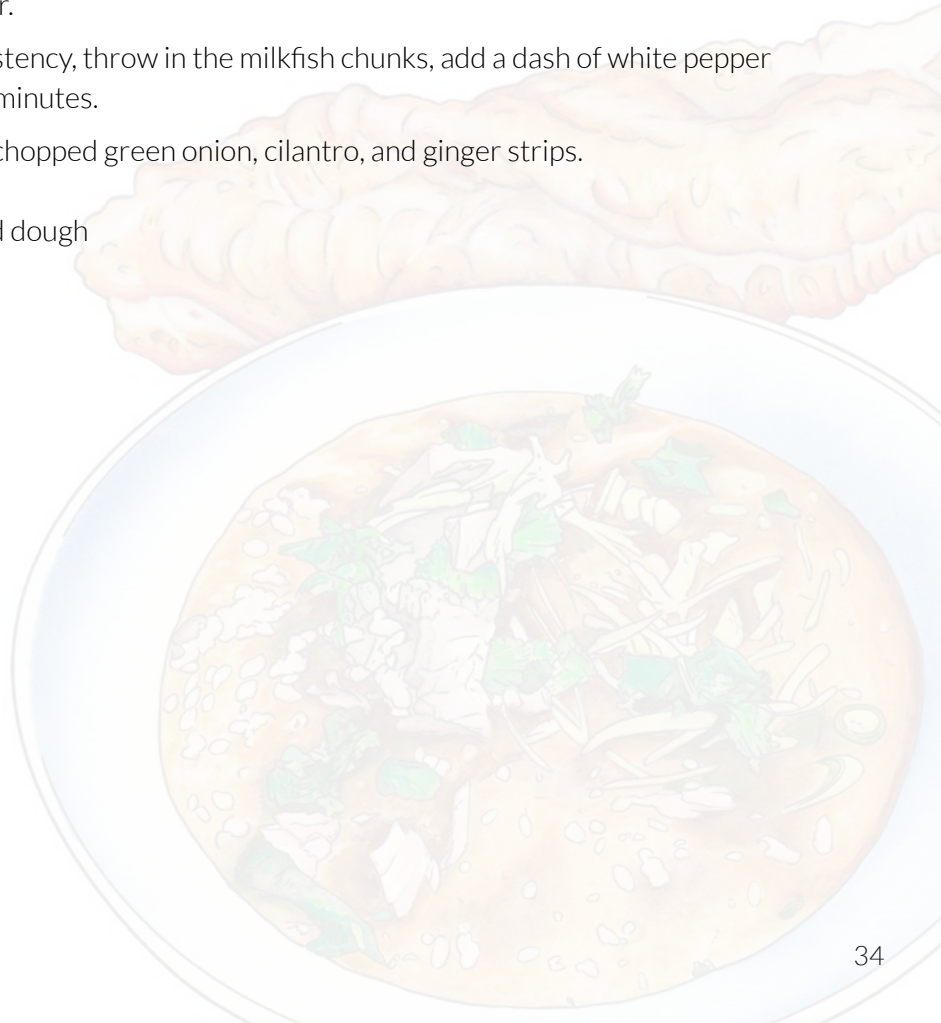 r.
stency, throw in the milkfish chunks, add a dash of white pepper
minutes.
chopped green onion, cilantro, and ginger strips.
d dough
34